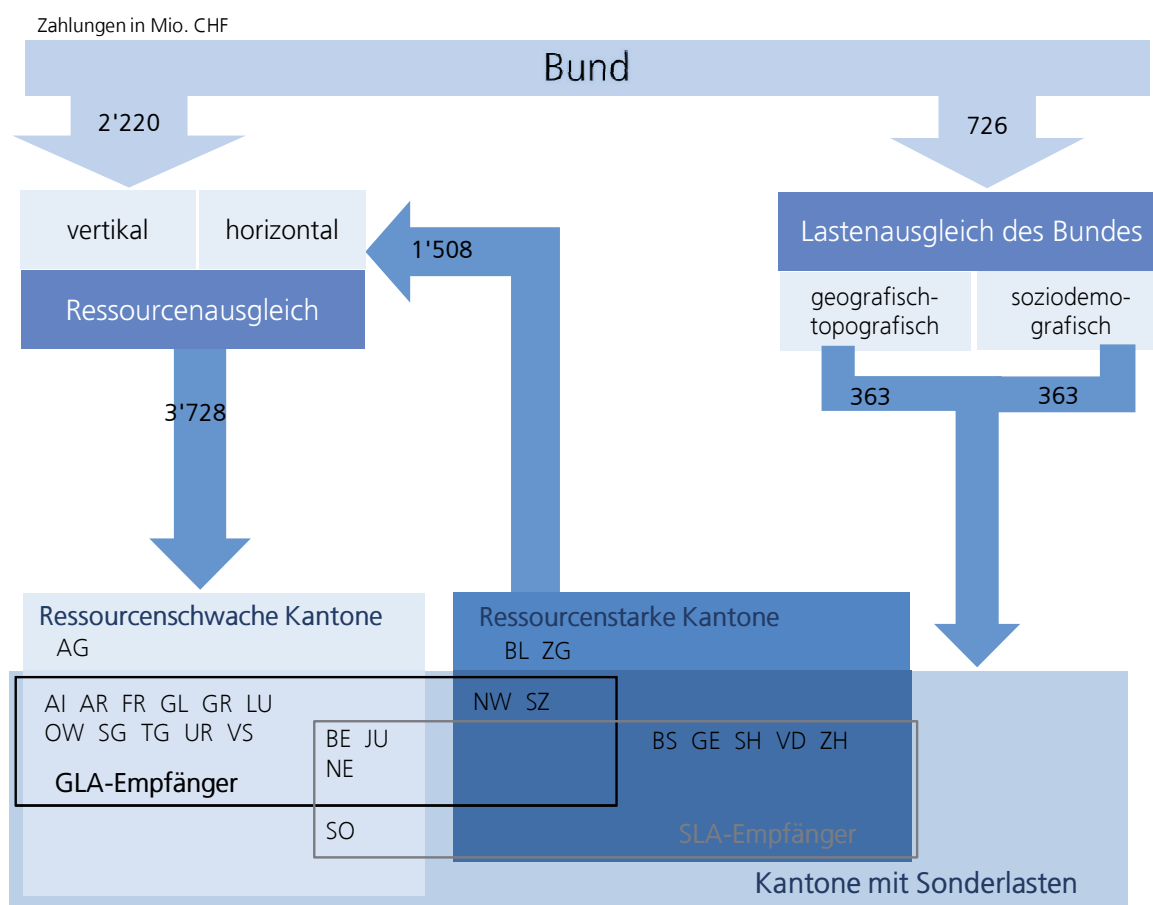 Zahlungen in Mio. CHF
Bund
2'220
726
vertikal
horizontal
1'508
Lastenausgleich des Bundes
Ressourcenausgleich
geografisch-
topografisch
soziodemo-
grafisch
363
363
3'728
Ressourcenschwache Kantone
AG
Ressourcenstarke Kantone
BL ZG
AI AR FR GL GR LU
OW SG TG UR VS
NW SZ
BE JU
NE
BS GE SH VD ZH
GLA-Empfänger
SO
SLA-Empfänger
Kantone mit Sonderlasten